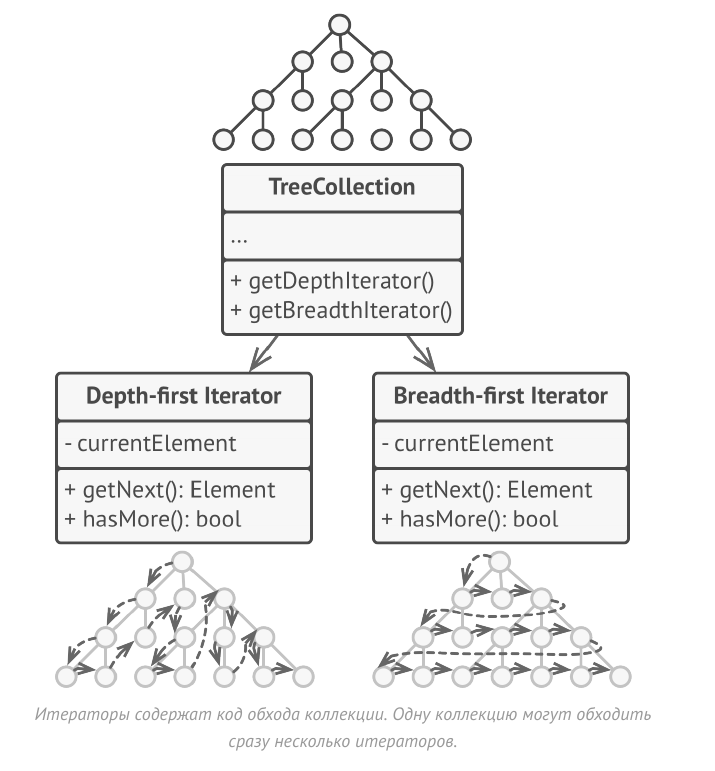 TreeCollection
...
+ getDepthIterator()
+ getBreadthIterator()
Depth-first Iterator
- currentElement
+ getNext(): Element
+ hasMore(): bool
Breadth-first Iterator
- currentElement
+ getNext(): Element
+ hasMore(): bool
Итераторы содержат код обхода коллекции. Одну коллекцию могут обходить
сразу несколько итераторов.